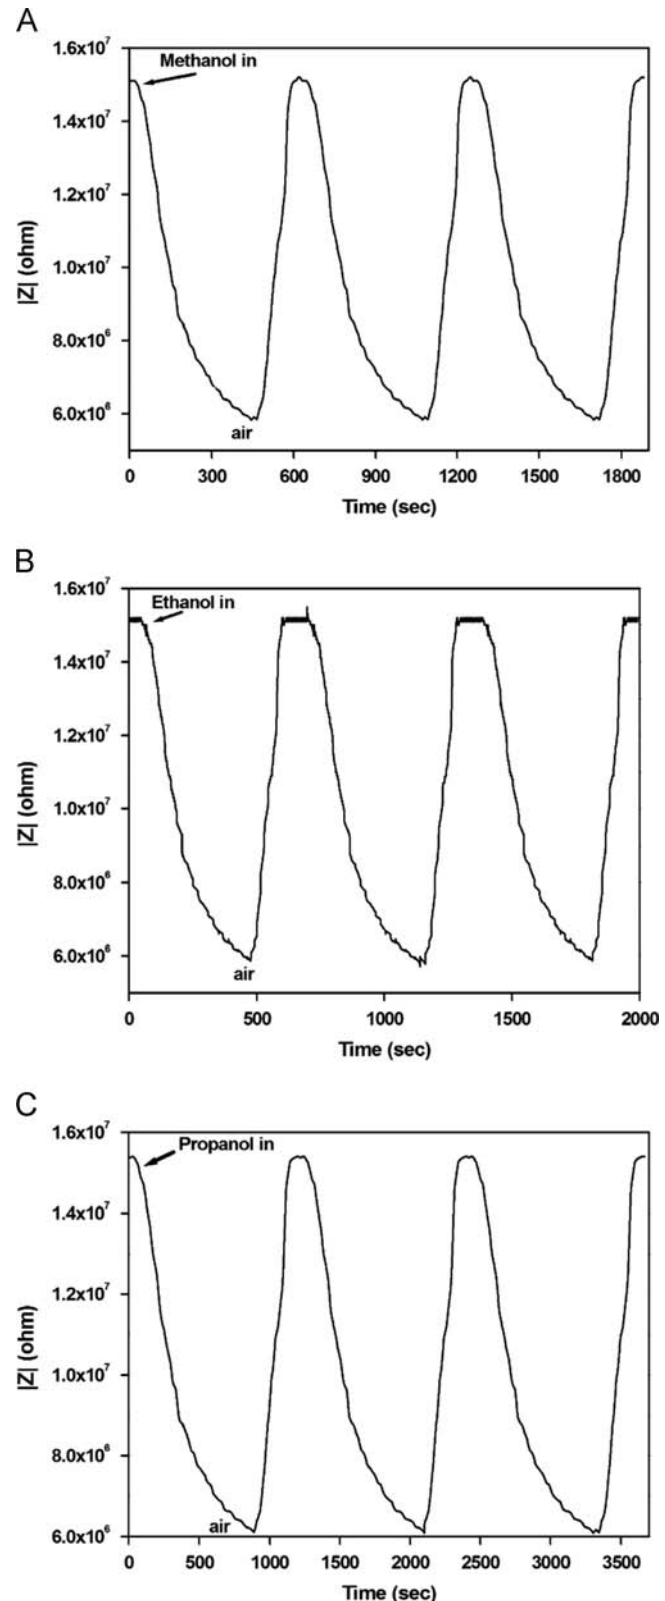 A
1.6x10⁷
Methanol in
1.4x10⁷
1.2x10⁷
1.0x10⁷
8.0x10⁶
6.0x10⁶
|Z| (ohm)
air
0 300 600 900 1200 1500 1800
Time (sec)
B
1.6x10⁷
Ethanol in
1.4x10⁷
1.2x10⁷
1.0x10⁷
8.0x10⁶
6.0x10⁶
|Z| (ohm)
air
0 500 1000 1500 2000
Time (sec)
C
1.6x10⁷
Propanol in
1.4x10⁷
1.2x10⁷
1.0x10⁷
8.0x10⁶
6.0x10⁶
|Z| (ohm)
air
0 500 1000 1500 2000 2500 3000 3500
Time (sec)